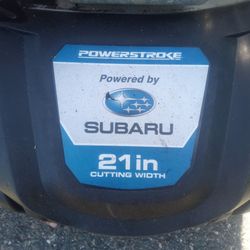 POWERSTROKE
Powered by
SUBARU
21in
CUTTING WIDTH